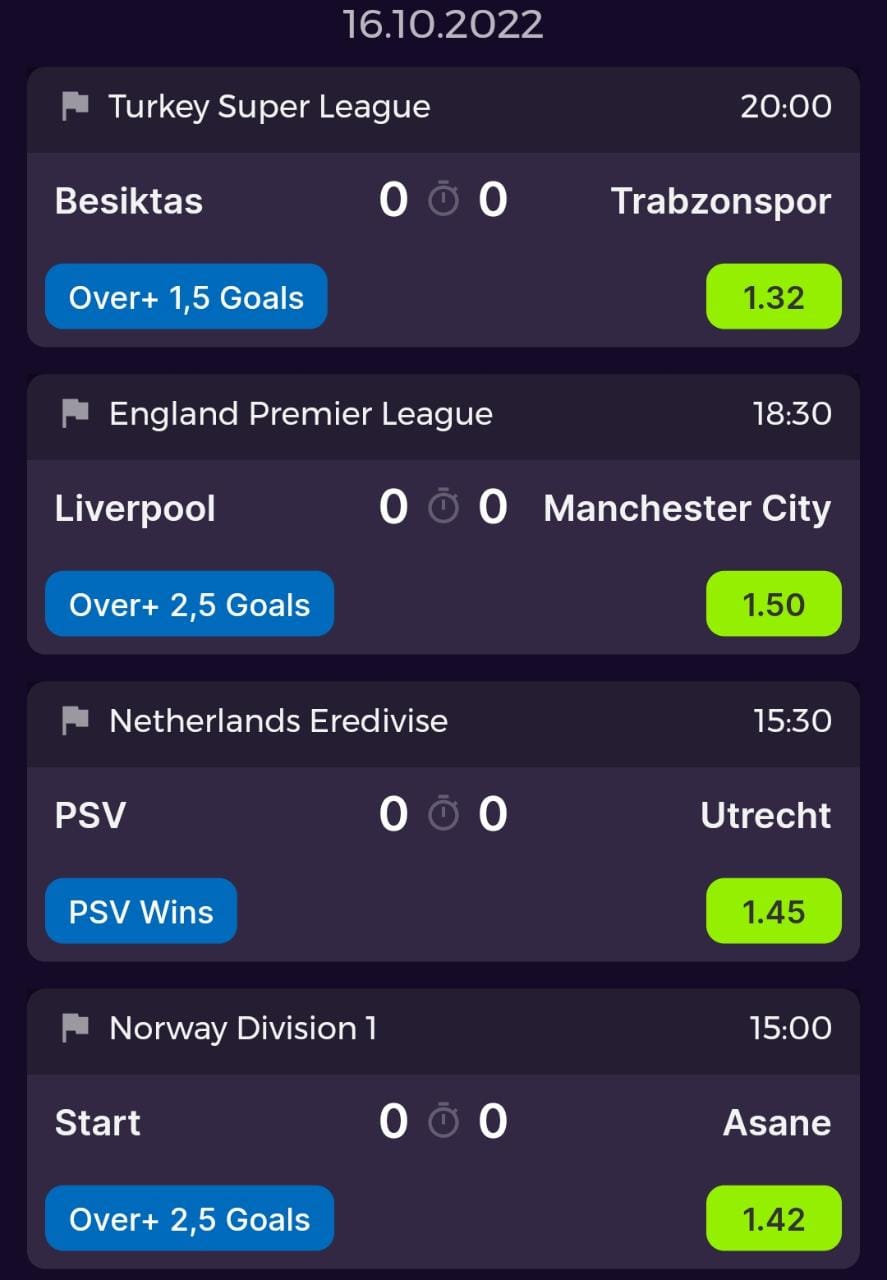 16.10.2022
Turkey Super League 20:00
Besiktas 0 0 Trabzonspor
Over+ 1,5 Goals 1.32
England Premier League 18:30
Liverpool 0 0 Manchester City
Over+ 2,5 Goals 1.50
Netherlands Eredivise 15:30
PSV 0 0 Utrecht
PSV Wins 1.45
Norway Division 1 15:00
Start 0 0 Asane
Over+ 2,5 Goals 1.42